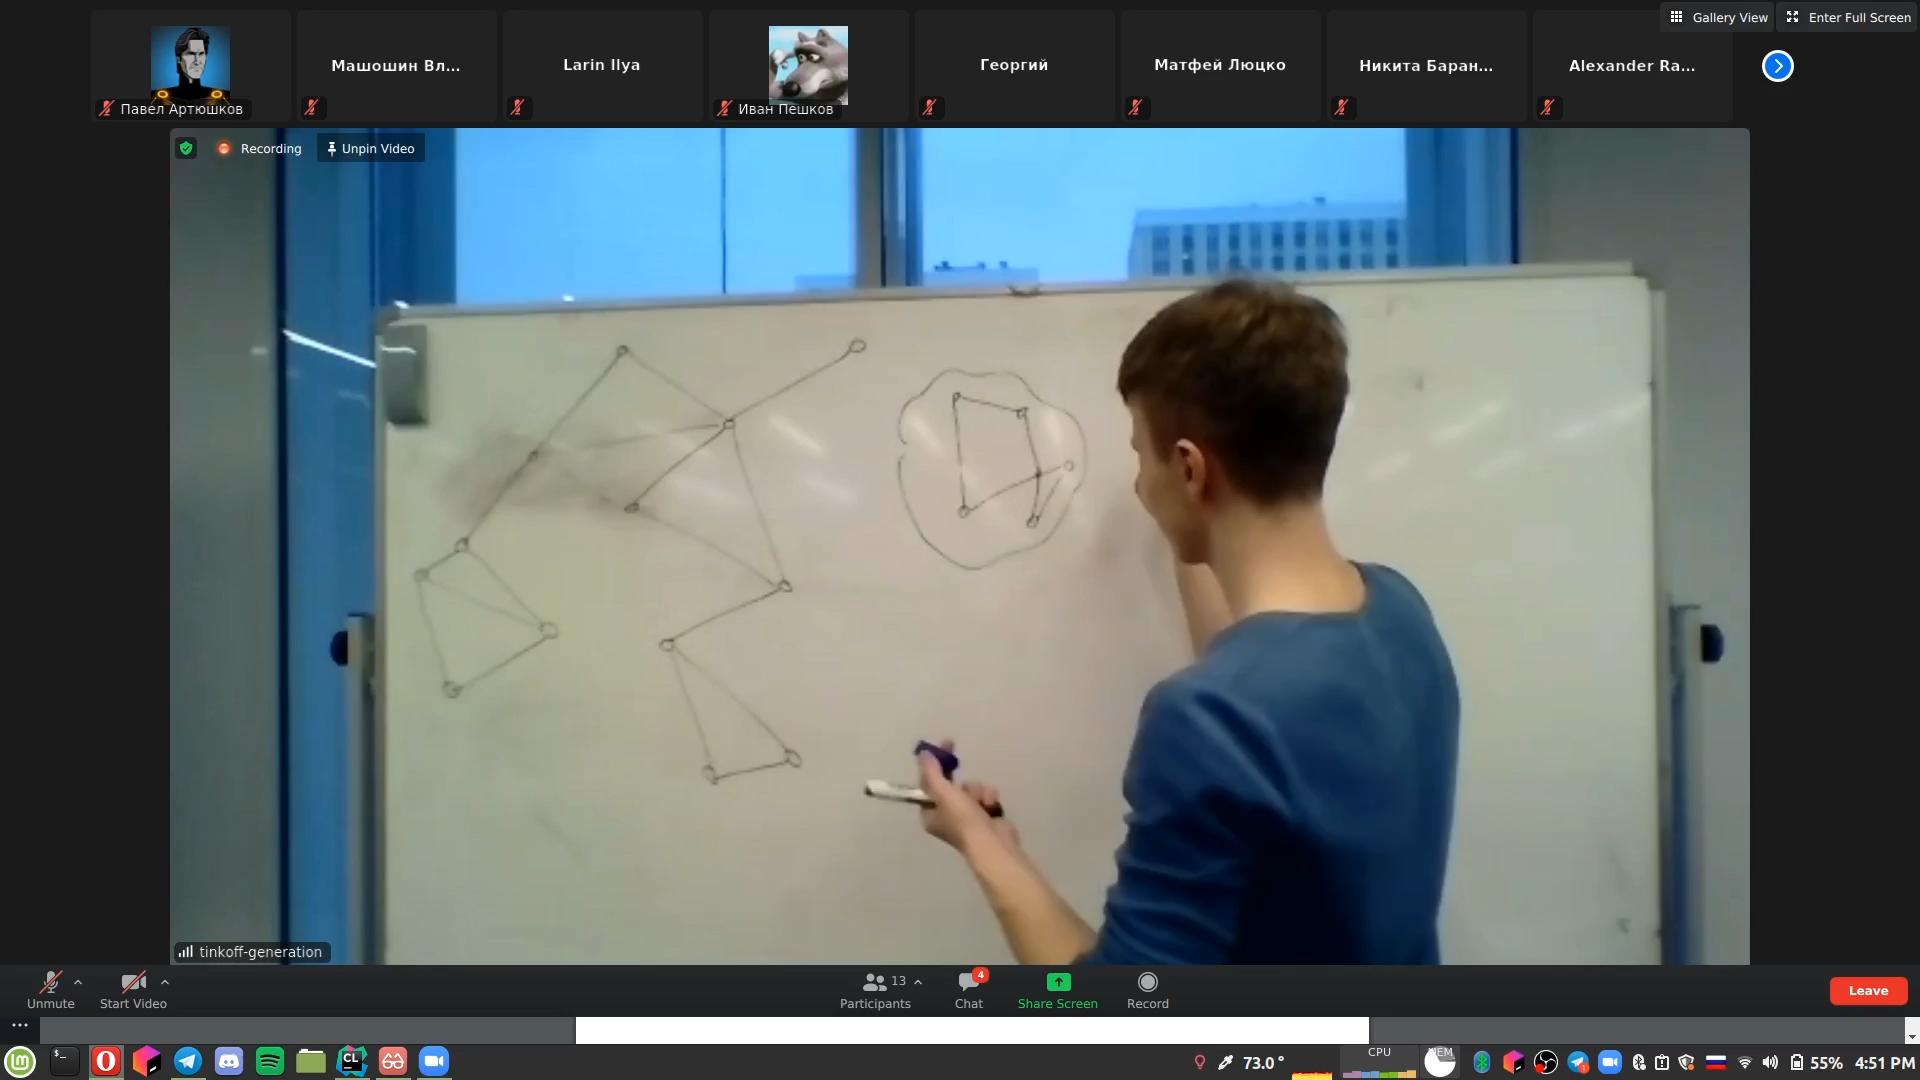 Gallery View
Enter Full Screen
Павел Артюшков
Машошин Вл...
Larin Ilya
Иван Пешков
Георгий
Матфей Люцко
Никита Баран...
Alexander Ra...
Recording
Unpin Video
tinkoff-generation
Unmute
Start Video
13
Participants
4
Chat
Share Screen
Record
Leave
lm
CL
73.0 °
CPU
MEM
55%
4:51 PM